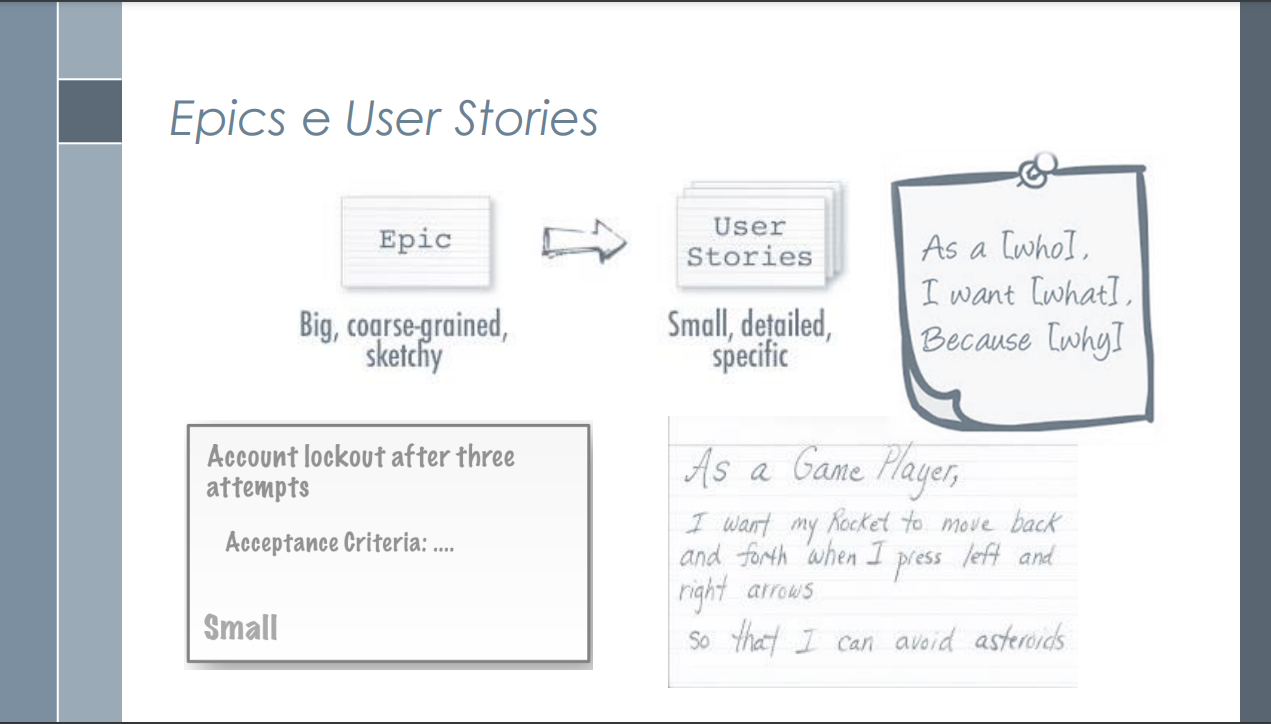 Epics e User Stories
Epic
Big, coarse-grained,
sketchy
User
Stories
Small, detailed,
specific
As a [who],
I want [what],
Because [why]
Account lockout after three
attempts
Acceptance Criteria: ....
Small
As a Game Player,
I want my Rocket to move back
and forth when I press left and
right arrows
so that I can avoid asteroids